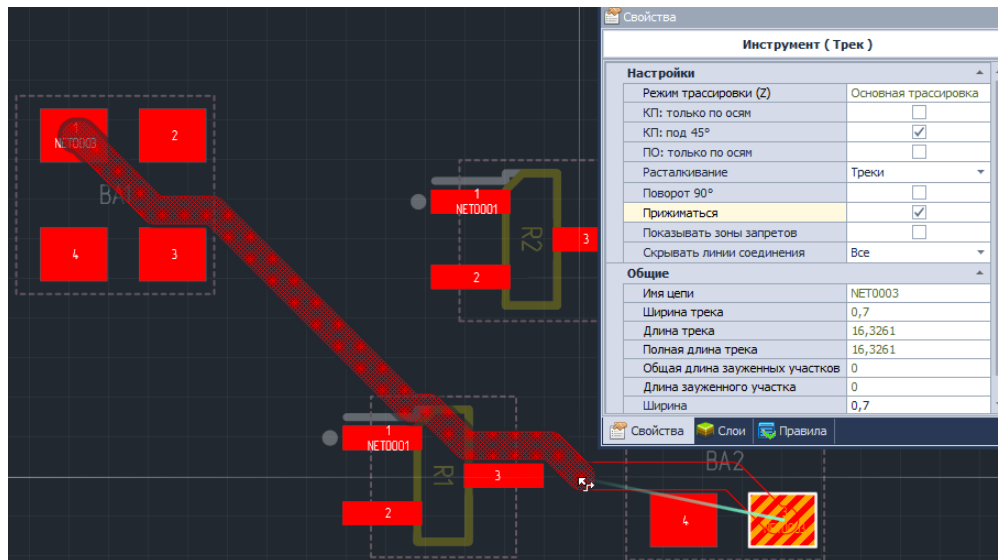 Свойства
Инструмент ( Трек )
Настройки
Режим трассировки (Z) Основная трассировка
КП: только по осям
КП: под 45°
ПО: только по осям
Расталкивание Треки
Поворот 90°
Прижиматься
Показывать зоны запретов
Скрывать линии соединения Все
Общие
Имя цепи NET0003
Ширина трека 0,7
Длина трека 16,3261
Полная длина трека 16,3261
Общая длина зауженных участков 0
Длина зауженного участка 0
Ширина 0,7
Свойства Слои Правила
1
NET0003
2
BA1
4
3
1
NET0001
R2
3
2
1
NET0001
R1
3
2
BA2
4